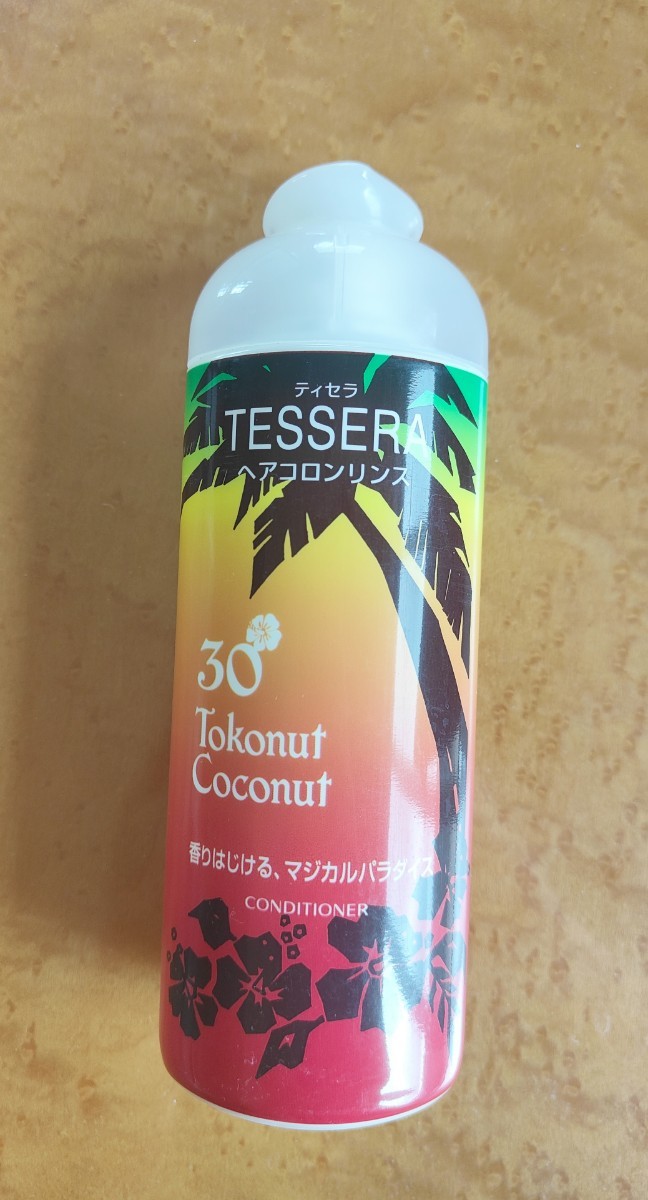 ティセラ
TESSERA
ヘアコロンリンス
30°
Tokonut
Coconut
香りはじける、マジカルパラダイス
CONDITIONER